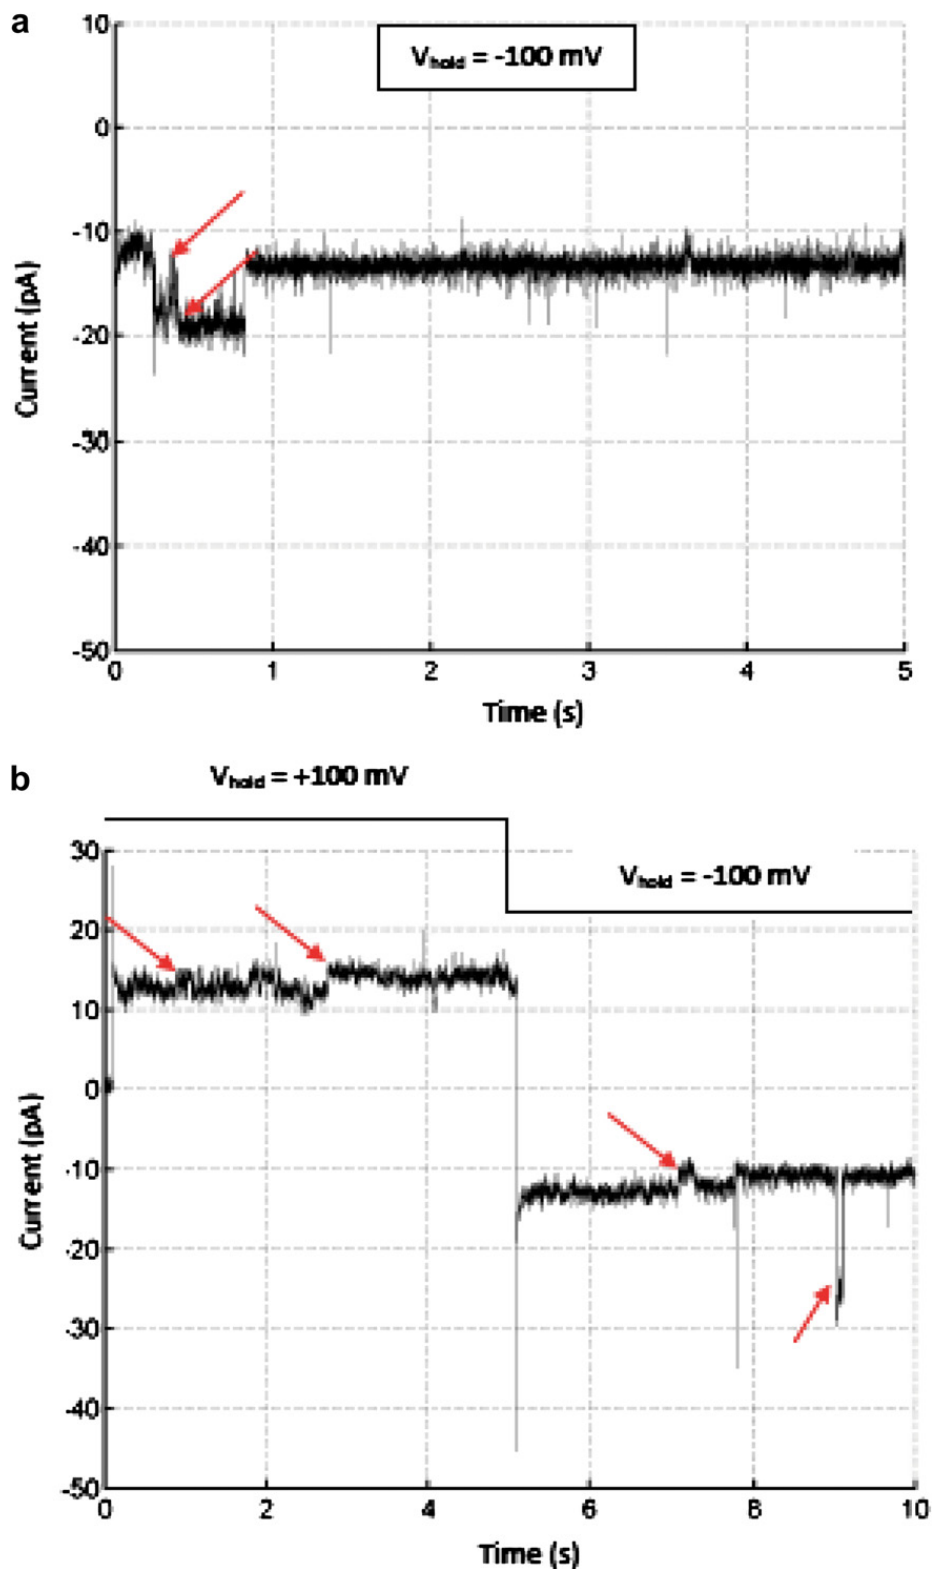 a
V_hold = -100 mV
10
0
-10
-20
-30
-40
-50
Current (pA)
0 1 2 3 4 5
Time (s)
b
V_hold = +100 mV
V_hold = -100 mV
30
20
10
0
-10
-20
-30
-40
-50
Current (pA)
0 2 4 6 8 10
Time (s)